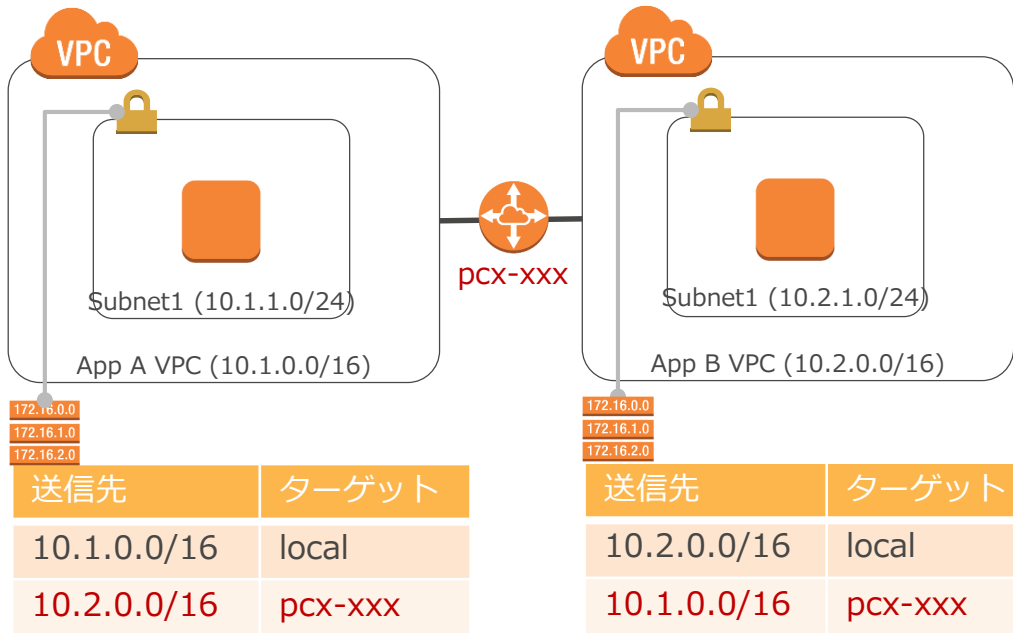 VPC
Subnet1 (10.1.1.0/24)
App A VPC (10.1.0.0/16)
172.16.0.0
172.16.1.0
172.16.2.0
送信先 ターゲット
10.1.0.0/16 local
10.2.0.0/16 pcx-xxx
pcx-xxx
VPC
Subnet1 (10.2.1.0/24)
App B VPC (10.2.0.0/16)
172.16.0.0
172.16.1.0
172.16.2.0
送信先 ターゲット
10.2.0.0/16 local
10.1.0.0/16 pcx-xxx